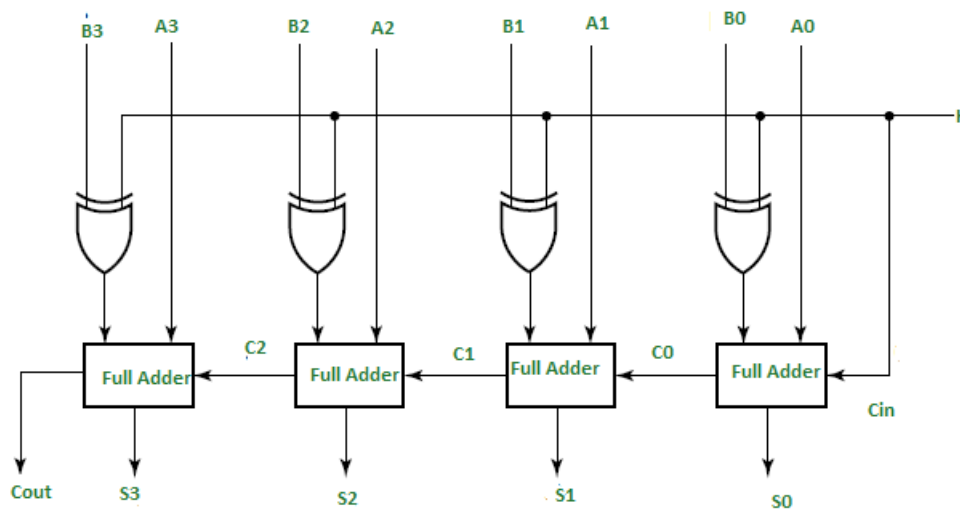 B3 A3 B2 A2 B1 A1 B0 A0
Full Adder C2 Full Adder C1 Full Adder C0 Full Adder
Cin
Cout S3 S2 S1 S0